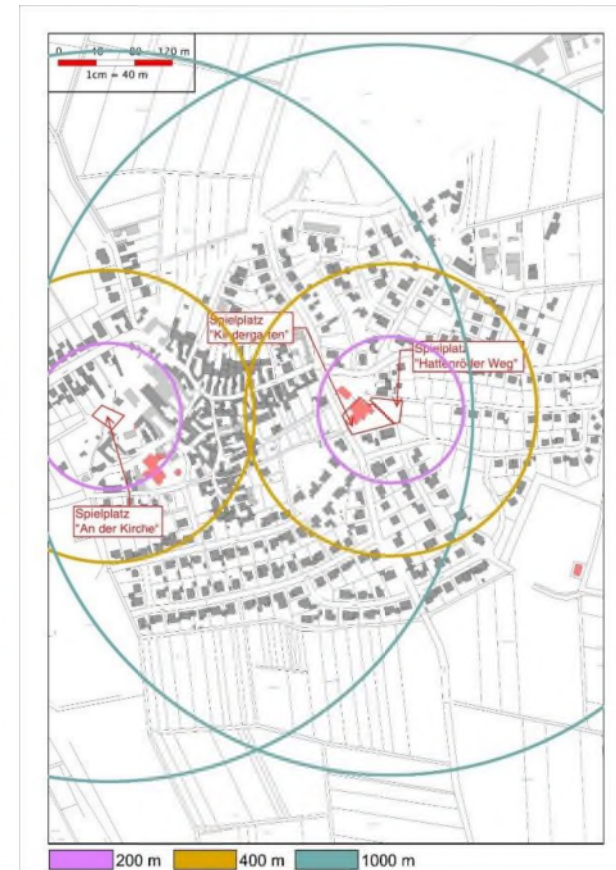 0 40 80 120 m
1cm = 40 m
Spielplatz
"Kindergarten"
Spielplatz
"Hattenröder Weg"
Spielplatz
"An der Kirche"
200 m 400 m 1000 m